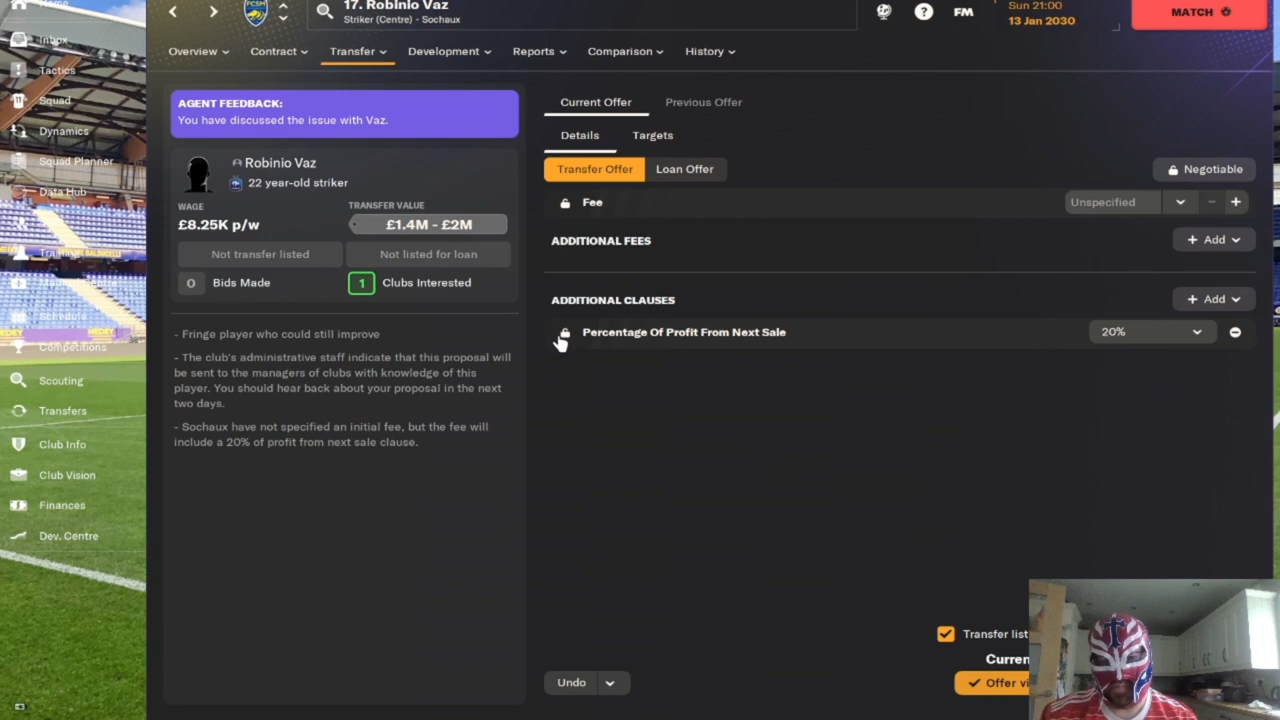 Home
Inbox
Tactics
Squad
Dynamics
Squad Planner
Data Hub
Training
Schedule
Competitions
Scouting
Transfers
Club Info
Club Vision
Finances
Dev. Centre
FCSM
17. Robinio Vaz
Striker (Centre) - Sochaux
FM
Sun 21:00
13 Jan 2030
MATCH
Overview
Contract
Transfer
Development
Reports
Comparison
History
AGENT FEEDBACK:
You have discussed the issue with Vaz.
Robinio Vaz
22 year-old striker
WAGE
£8.25K p/w
TRANSFER VALUE
£1.4M - £2M
Not transfer listed
Not listed for loan
0 Bids Made
1 Clubs Interested
- Fringe player who could still improve
- The club's administrative staff indicate that this proposal will
be sent to the managers of clubs with knowledge of this
player. You should hear back about your proposal in the next
two days.
- Sochaux have not specified an initial fee, but the fee will
include a 20% of profit from next sale clause.
Current Offer
Previous Offer
Details
Targets
Transfer Offer
Loan Offer
Negotiable
Fee
Unspecified
ADDITIONAL FEES
+ Add
ADDITIONAL CLAUSES
+ Add
Percentage Of Profit From Next Sale
20%
Transfer list
Curren
Offer vi
Undo